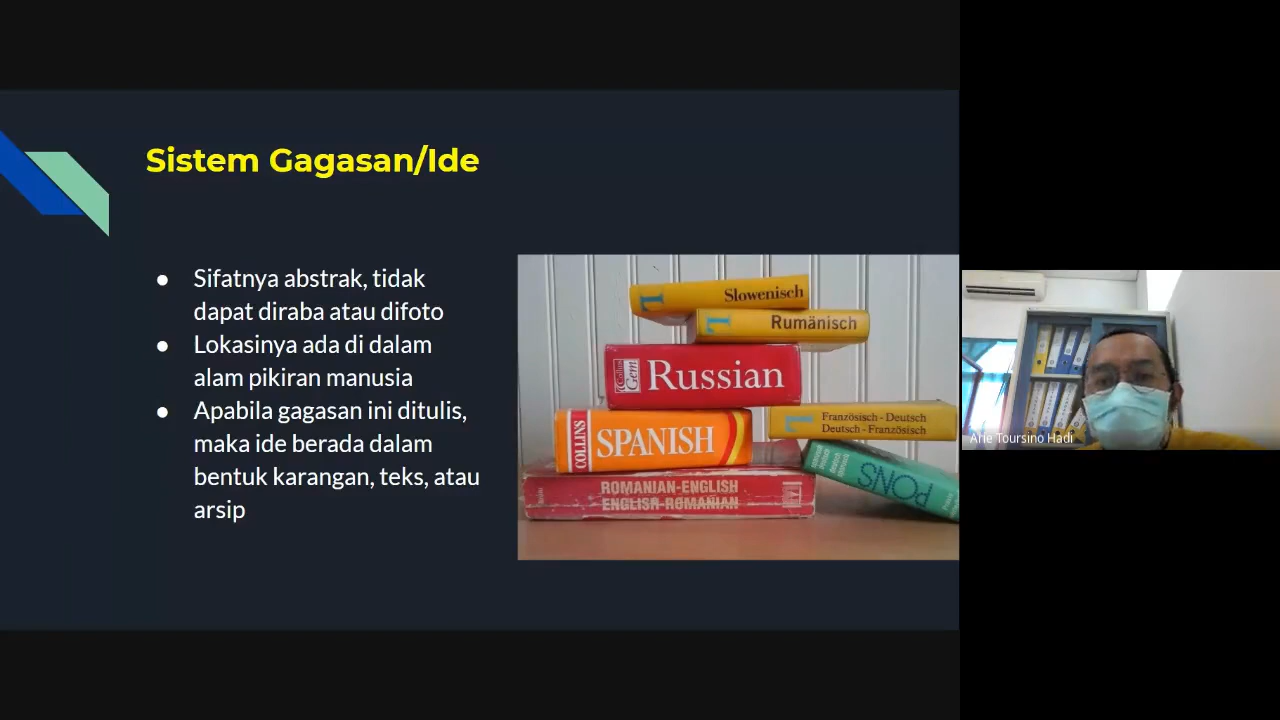 Sistem Gagasan/Ide
● Sifatnya abstrak, tidak
dapat diraba atau difoto
● Lokasinya ada di dalam
alam pikiran manusia
● Apabila gagasan ini ditulis,
maka ide berada dalam
bentuk karangan, teks, atau
arsip
L Slowenisch
L Rumänisch
Collins Gem
Russian
COLLINS
SPANISH
L Französisch - Deutsch
Deutsch - Französisch
ROMANIAN-ENGLISH
ENGLISH-ROMANIAN
PONS
Arie Toursino Hadi